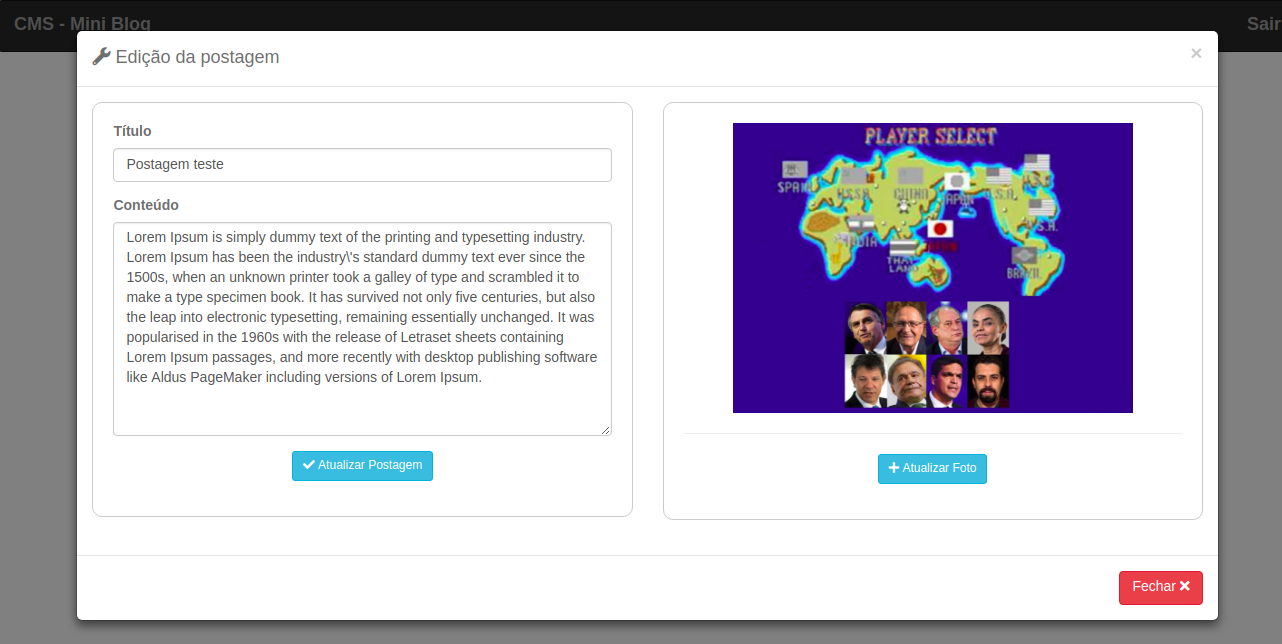 CMS - Mini Blog
Sair
Edição da postagem
×
Título
Postagem teste
Conteúdo
Lorem Ipsum is simply dummy text of the printing and typesetting industry.
Lorem Ipsum has been the industry\'s standard dummy text ever since the
1500s, when an unknown printer took a galley of type and scrambled it to
make a type specimen book. It has survived not only five centuries, but also
the leap into electronic typesetting, remaining essentially unchanged. It was
popularised in the 1960s with the release of Letraset sheets containing
Lorem Ipsum passages, and more recently with desktop publishing software
like Aldus PageMaker including versions of Lorem Ipsum.
Atualizar Postagem
PLAYER SELECT
SPAIN
U.S.S.R.
CHINA
JAPAN
U.S.A.
U.S.A.
INDIA
JAPAN
THAI
LAND
BRAZIL
Atualizar Foto
Fechar